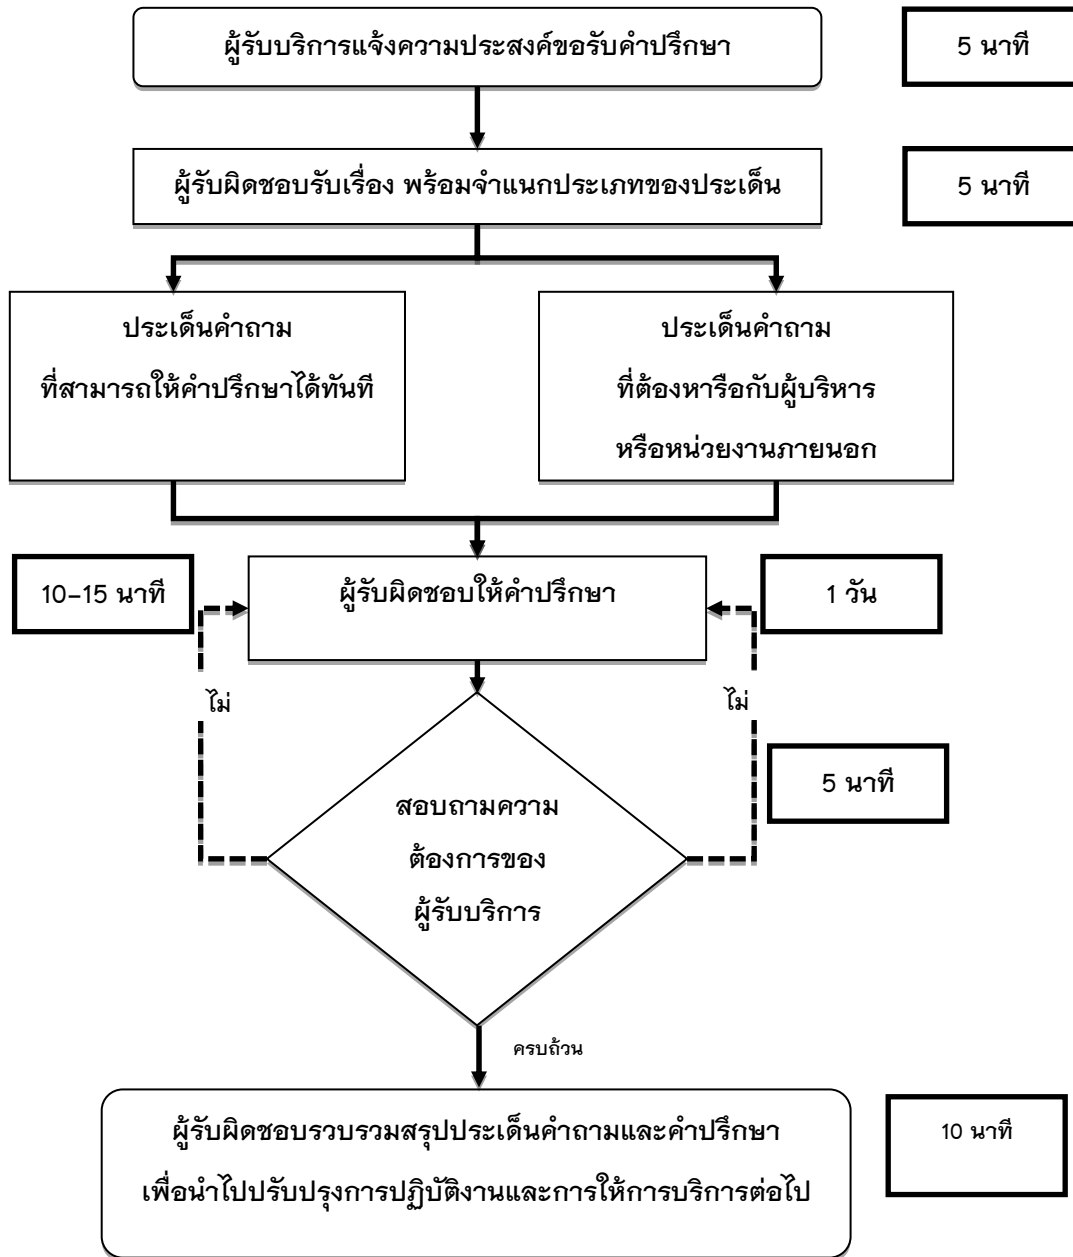 ผู้รับบริการแจ้งความประสงค์ขอรับคำปรึกษา
5 นาที
ผู้รับผิดชอบรับเรื่อง พร้อมจำแนกประเภทของประเด็น
5 นาที
ประเด็นคำถาม
ที่สามารถให้คำปรึกษาได้ทันที
ประเด็นคำถาม
ที่ต้องหารือกับผู้บริหาร
หรือหน่วยงานภายนอก
10-15 นาที
ผู้รับผิดชอบให้คำปรึกษา
1 วัน
ไม่
ไม่
5 นาที
สอบถามความ
ต้องการของ
ผู้รับบริการ
ครบถ้วน
ผู้รับผิดชอบรวบรวมสรุปประเด็นคำถามและคำปรึกษา
เพื่อนำไปปรับปรุงการปฏิบัติงานและการให้การบริการต่อไป
10 นาที